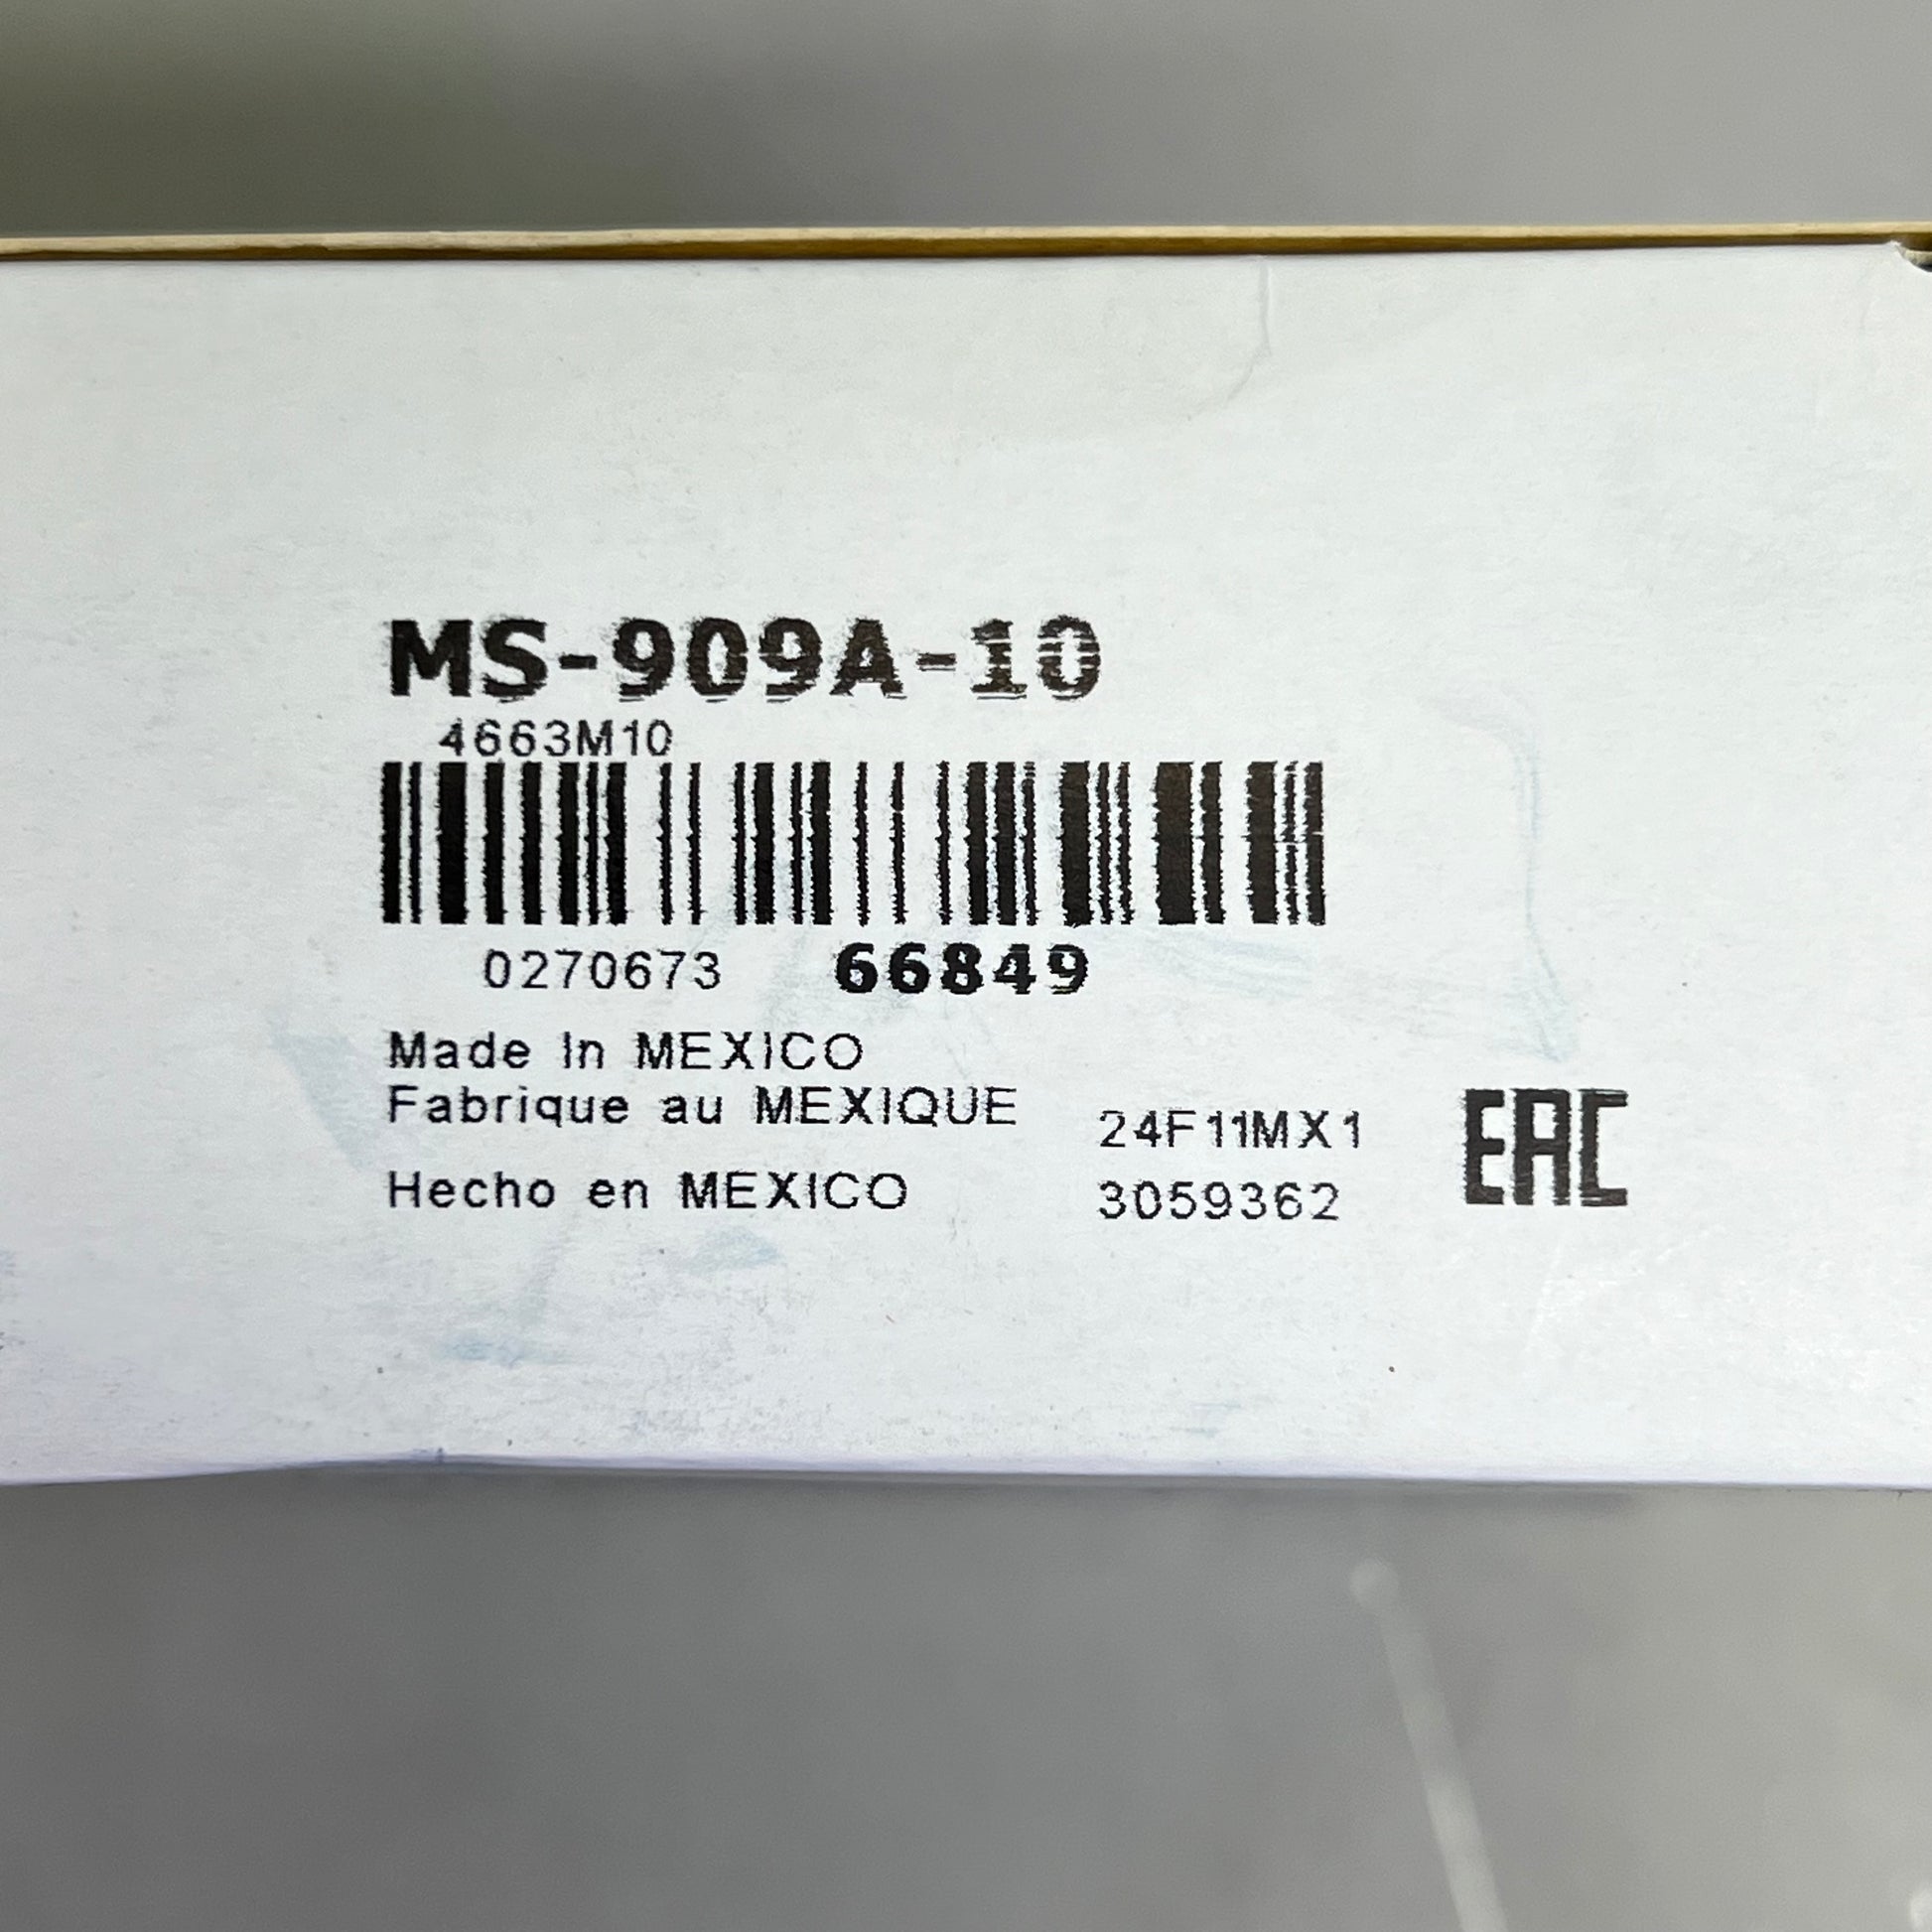 MS-909A-10
4663M10
0270673 66849
Made In MEXICO
Fabrique au MEXIQUE
Hecho en MEXICO
24F11MX1
3059362
EAC